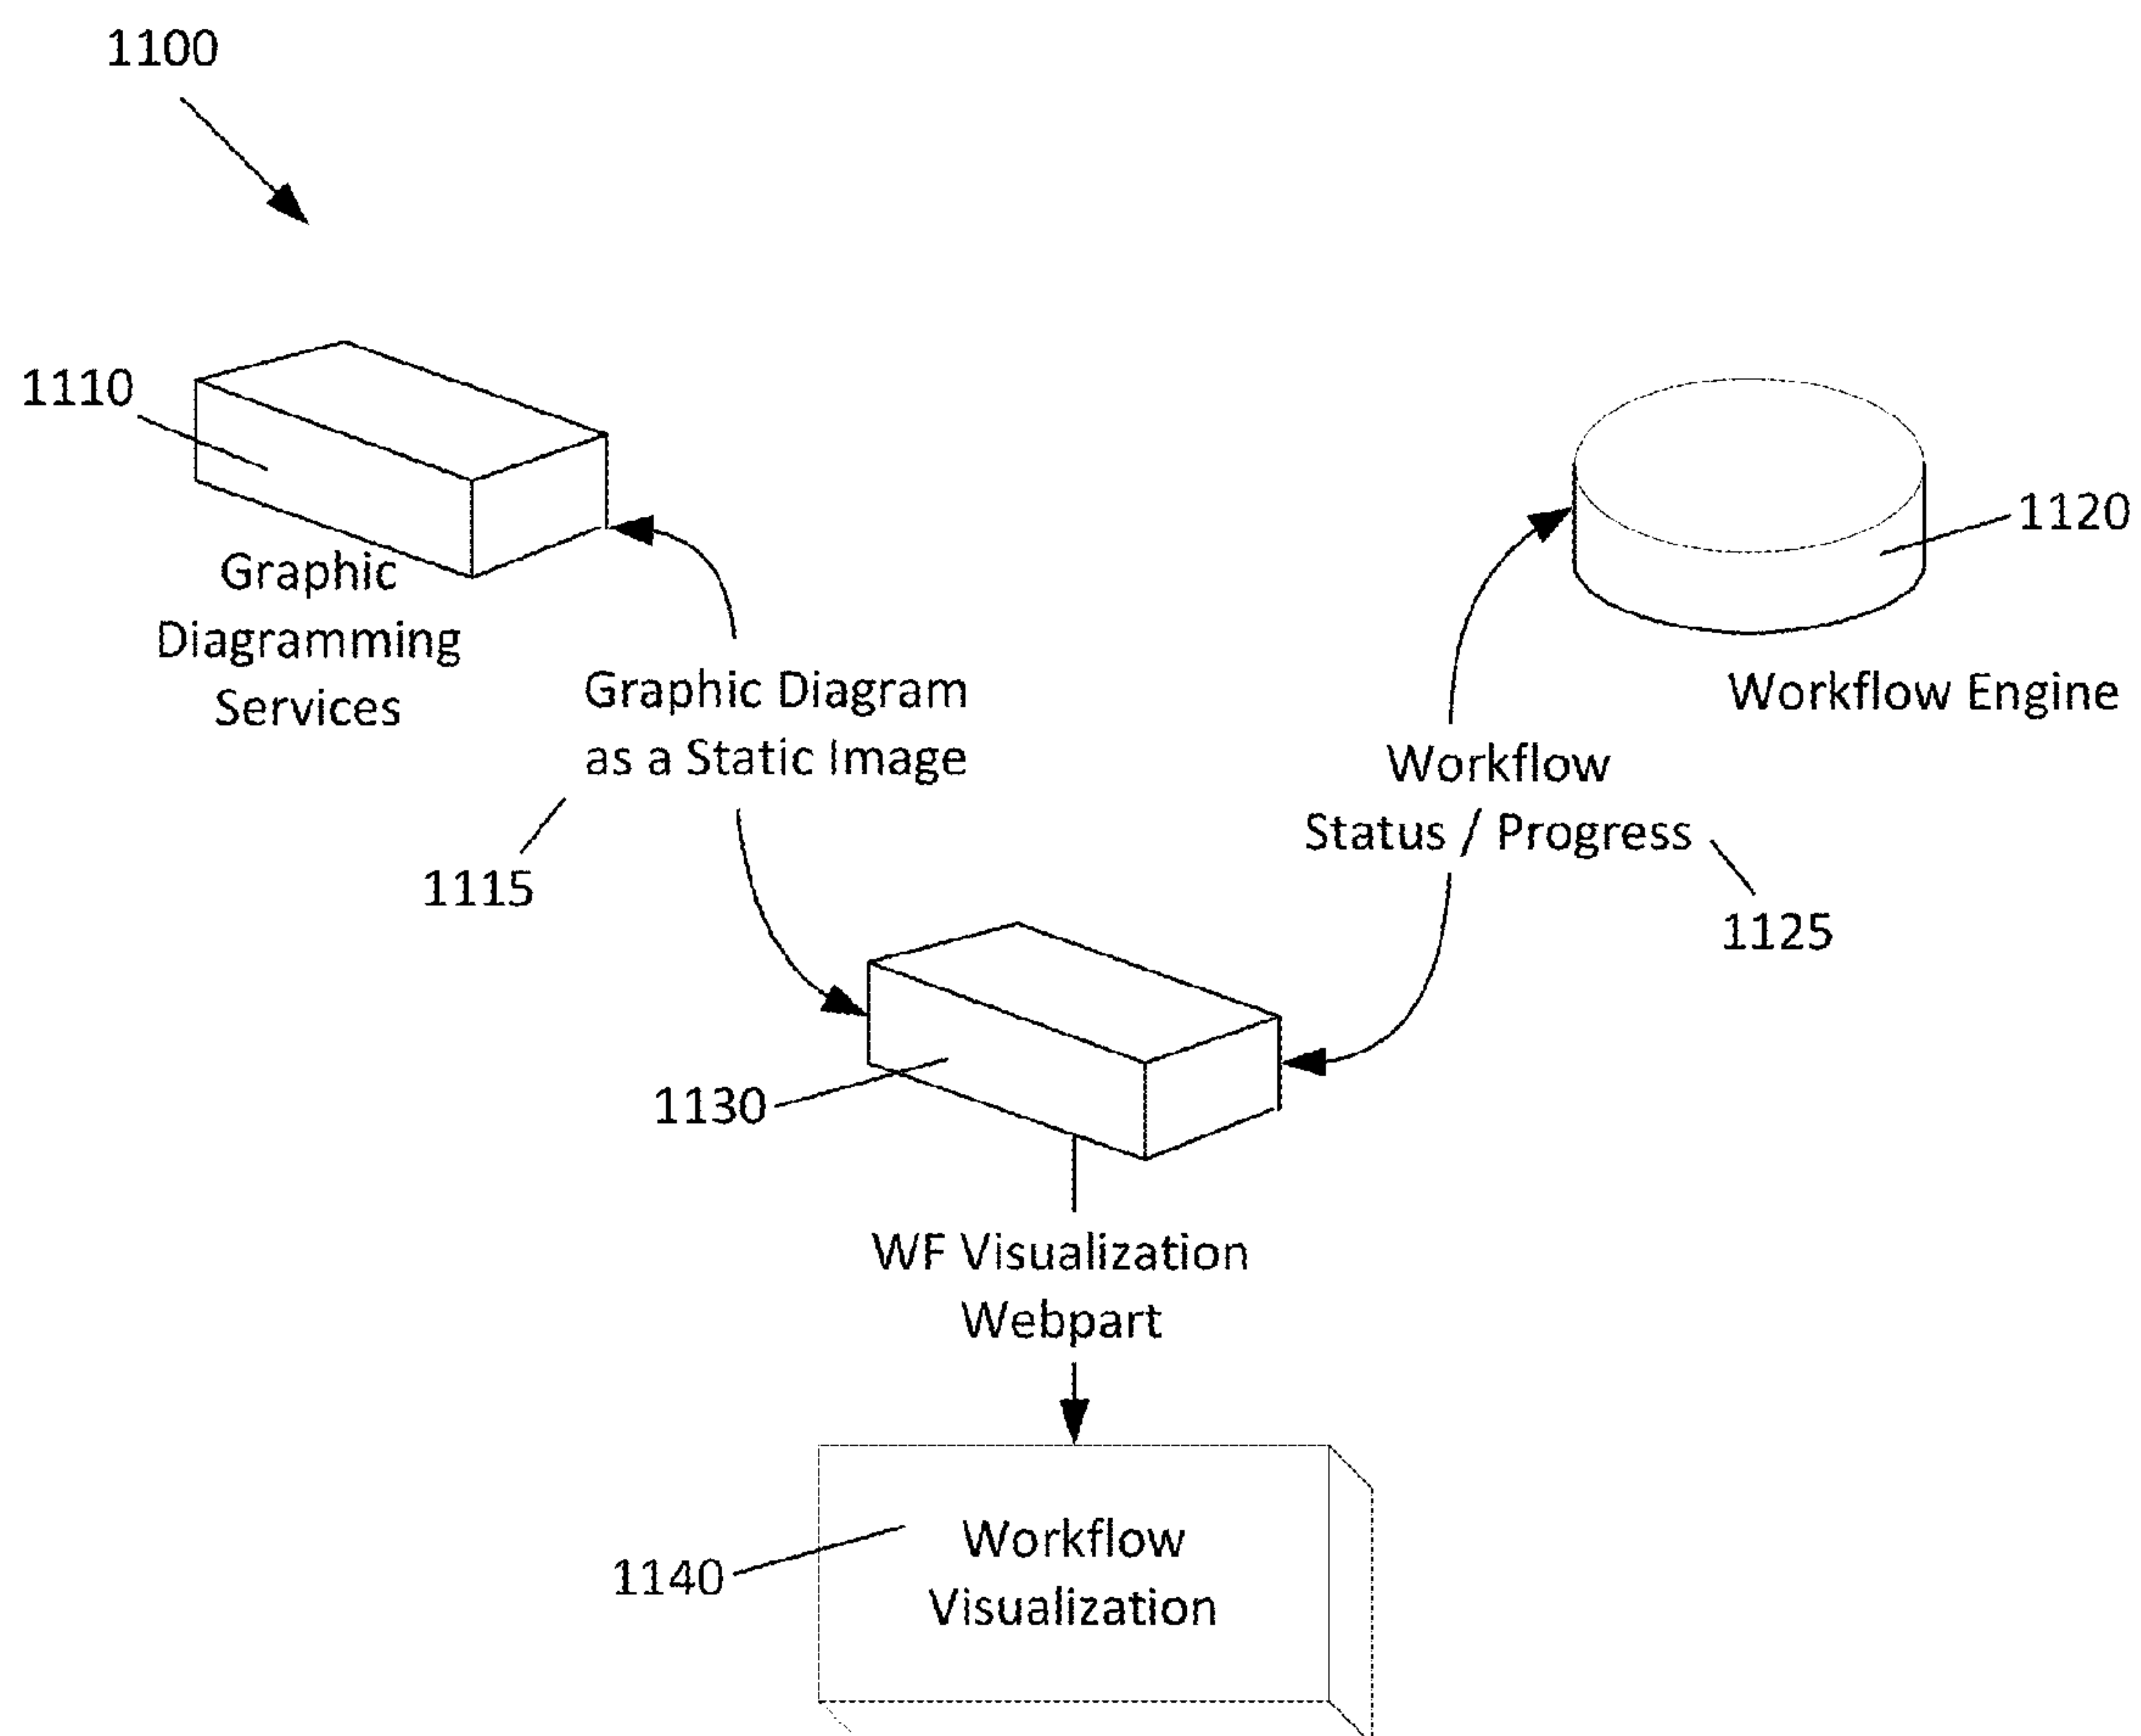 1100
1110
Graphic
Diagramming
Services
Graphic Diagram
as a Static Image
1115
1120
Workflow Engine
Workflow
Status / Progress
1125
1130
WF Visualization
Webpart
1140
Workflow
Visualization